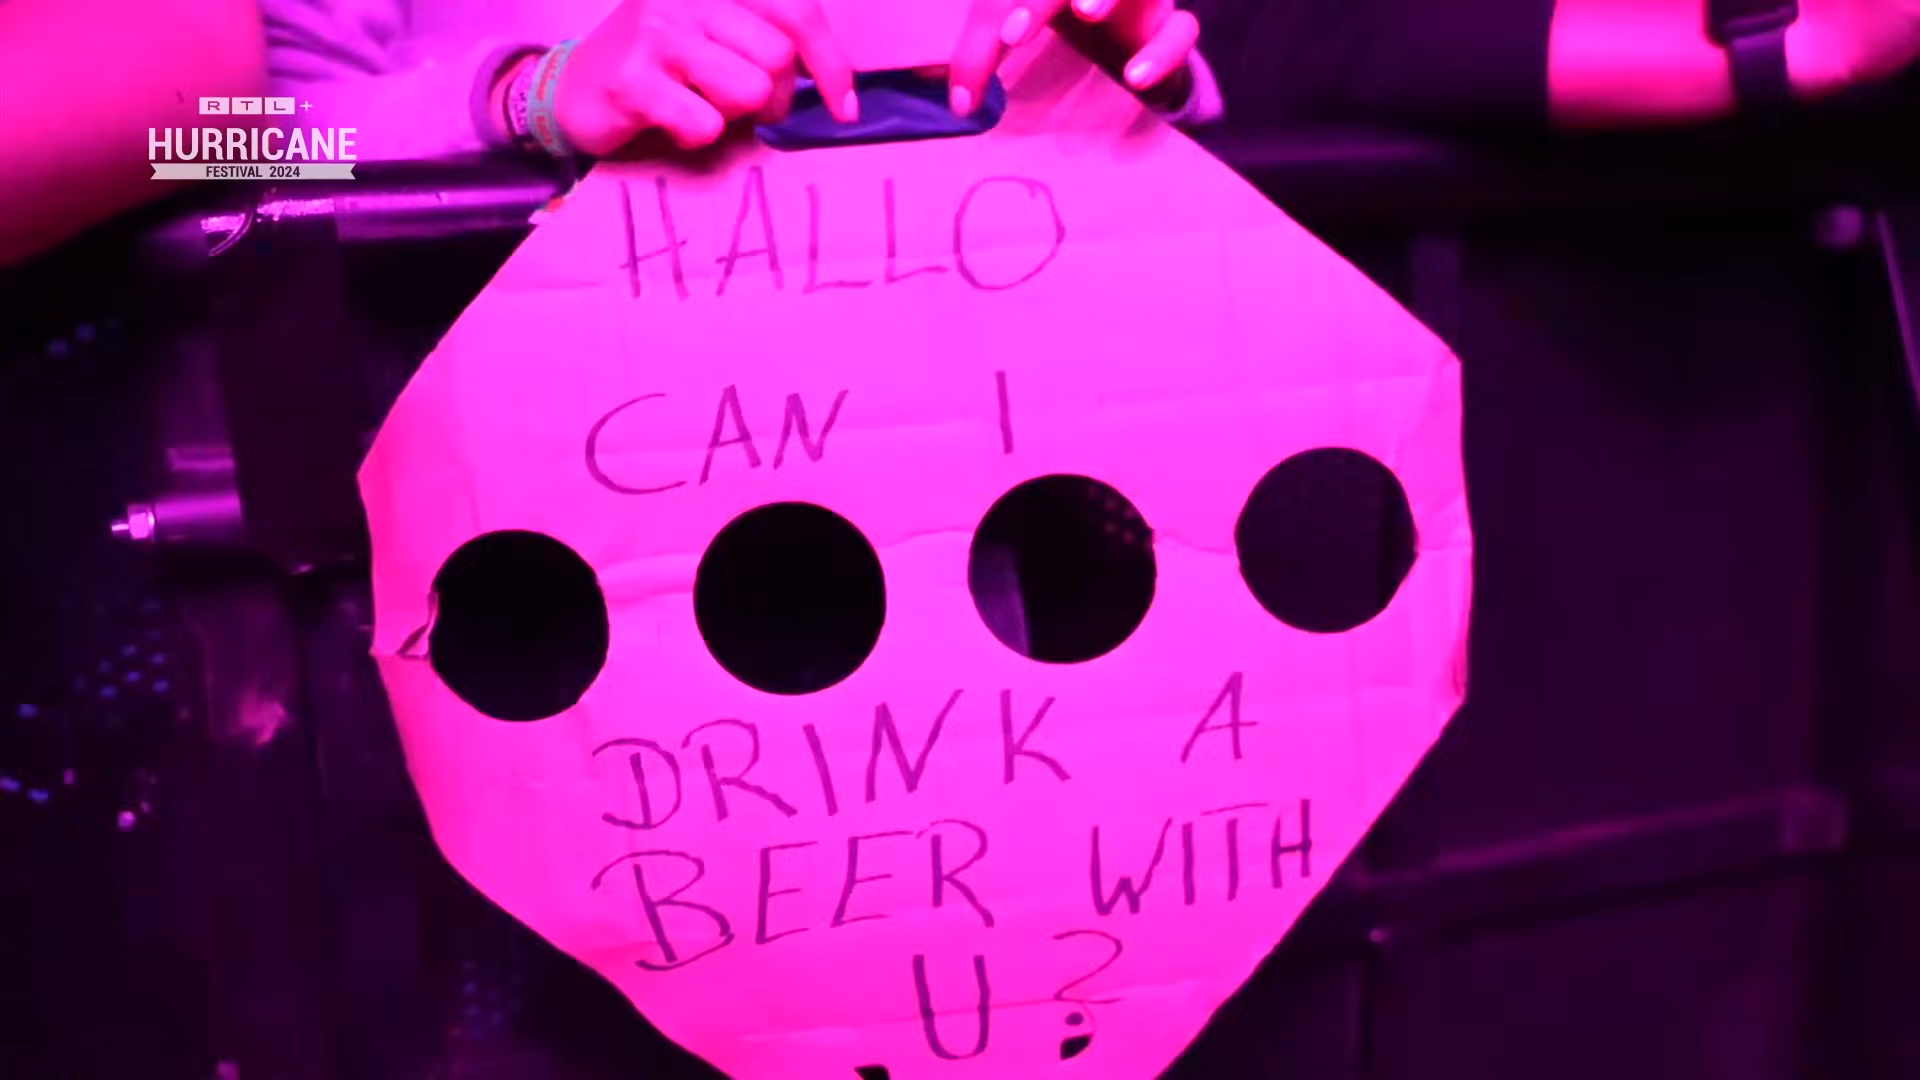 RTL+
HURRICANE
FESTIVAL 2024
HALLO
CAN I
DRINK A
BEER WITH
U?